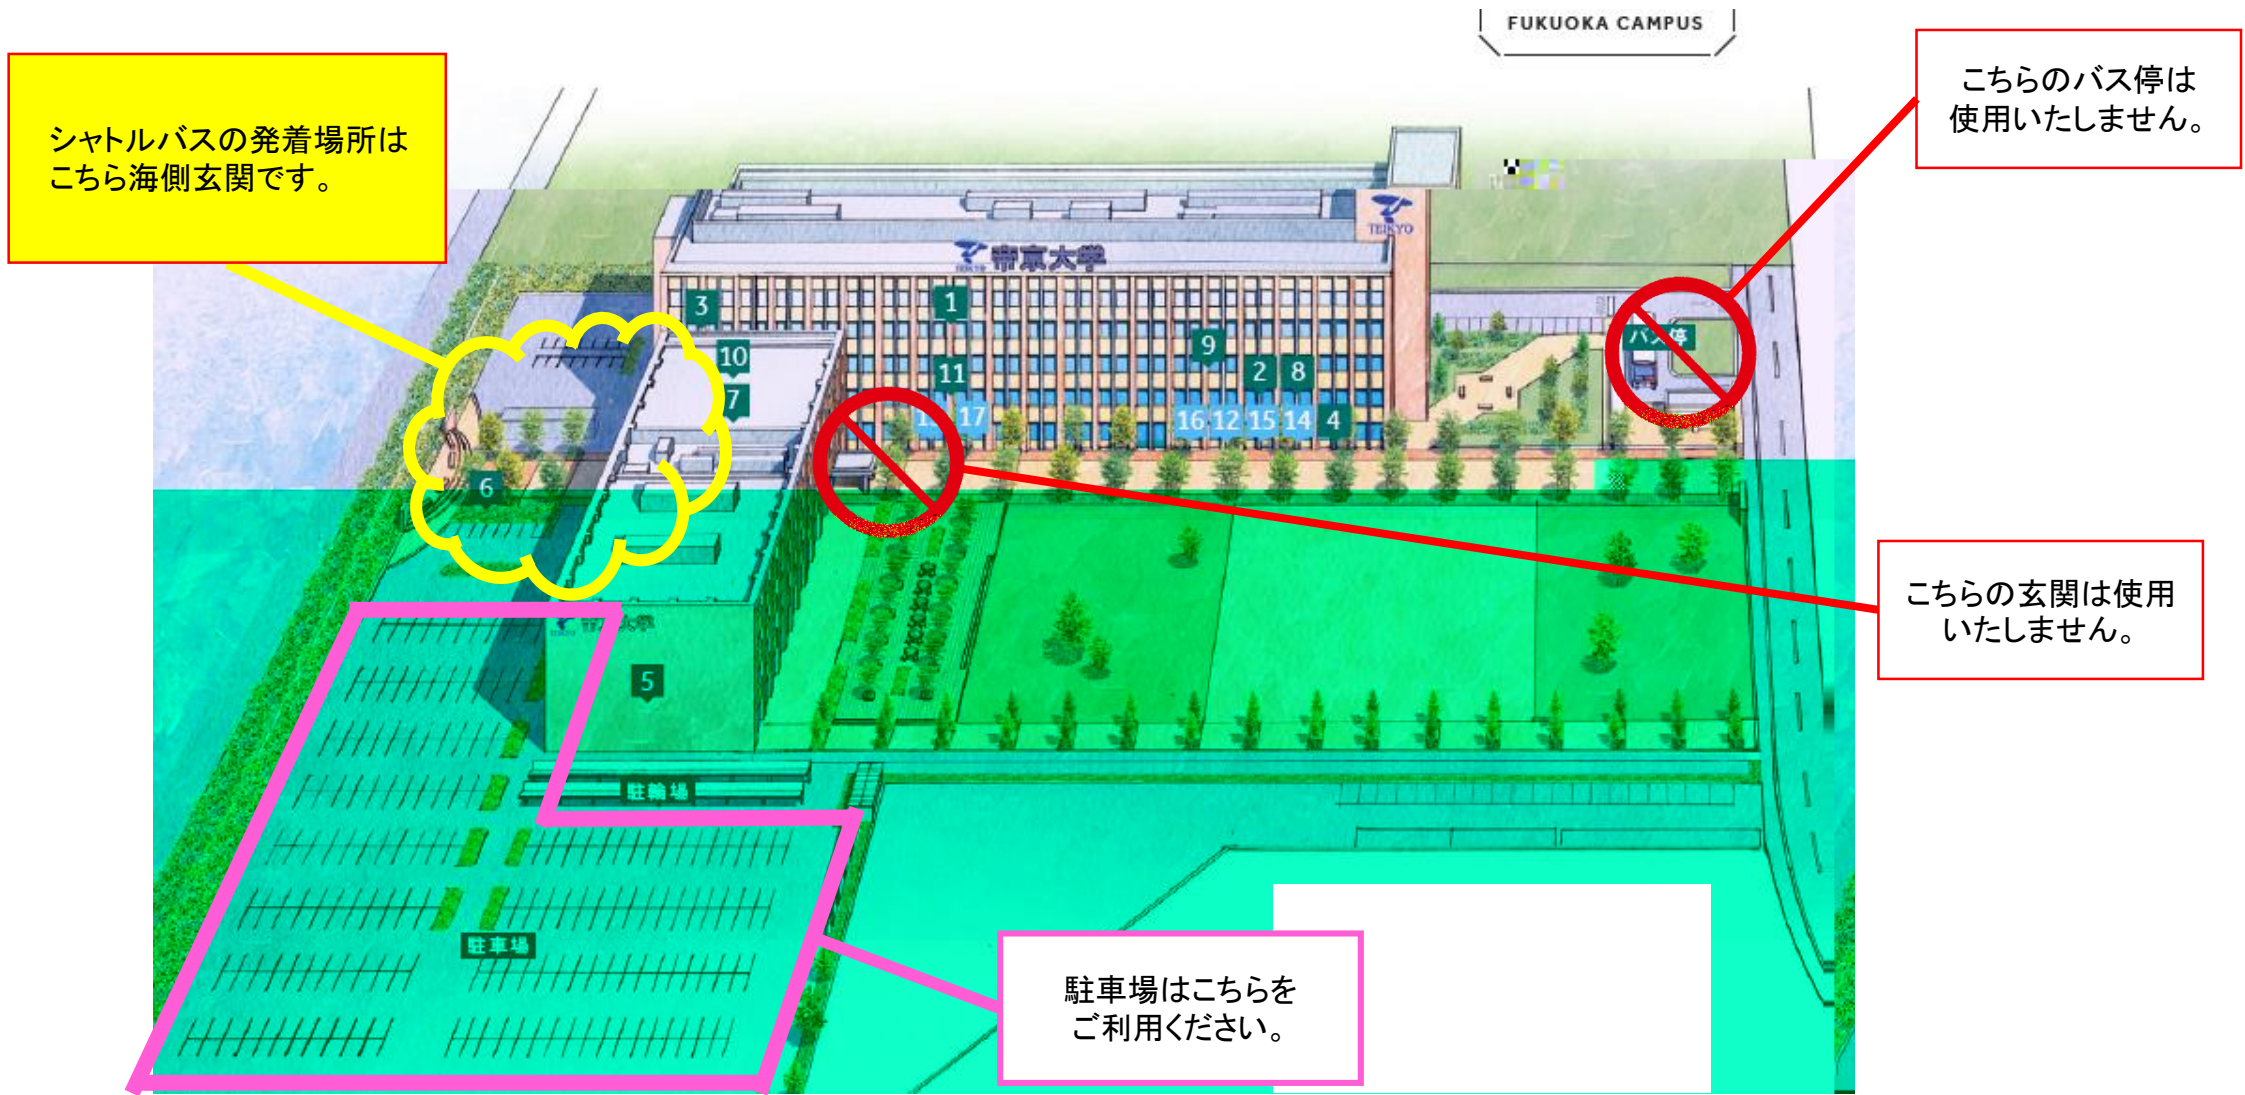 FUKUOKA CAMPUS
シャトルバスの発着場所は
こちら海側玄関です。
こちらのバス停は
使用いたしません。
TEIKYO
TEIKYO 帝京大学
3
1
バス停
10
9
11
2
8
7
17
16
12
15
14
4
6
こちらの玄関は使用
いたしません。
5
駐輪場
駐車場
駐車場はこちらを
ご利用ください。